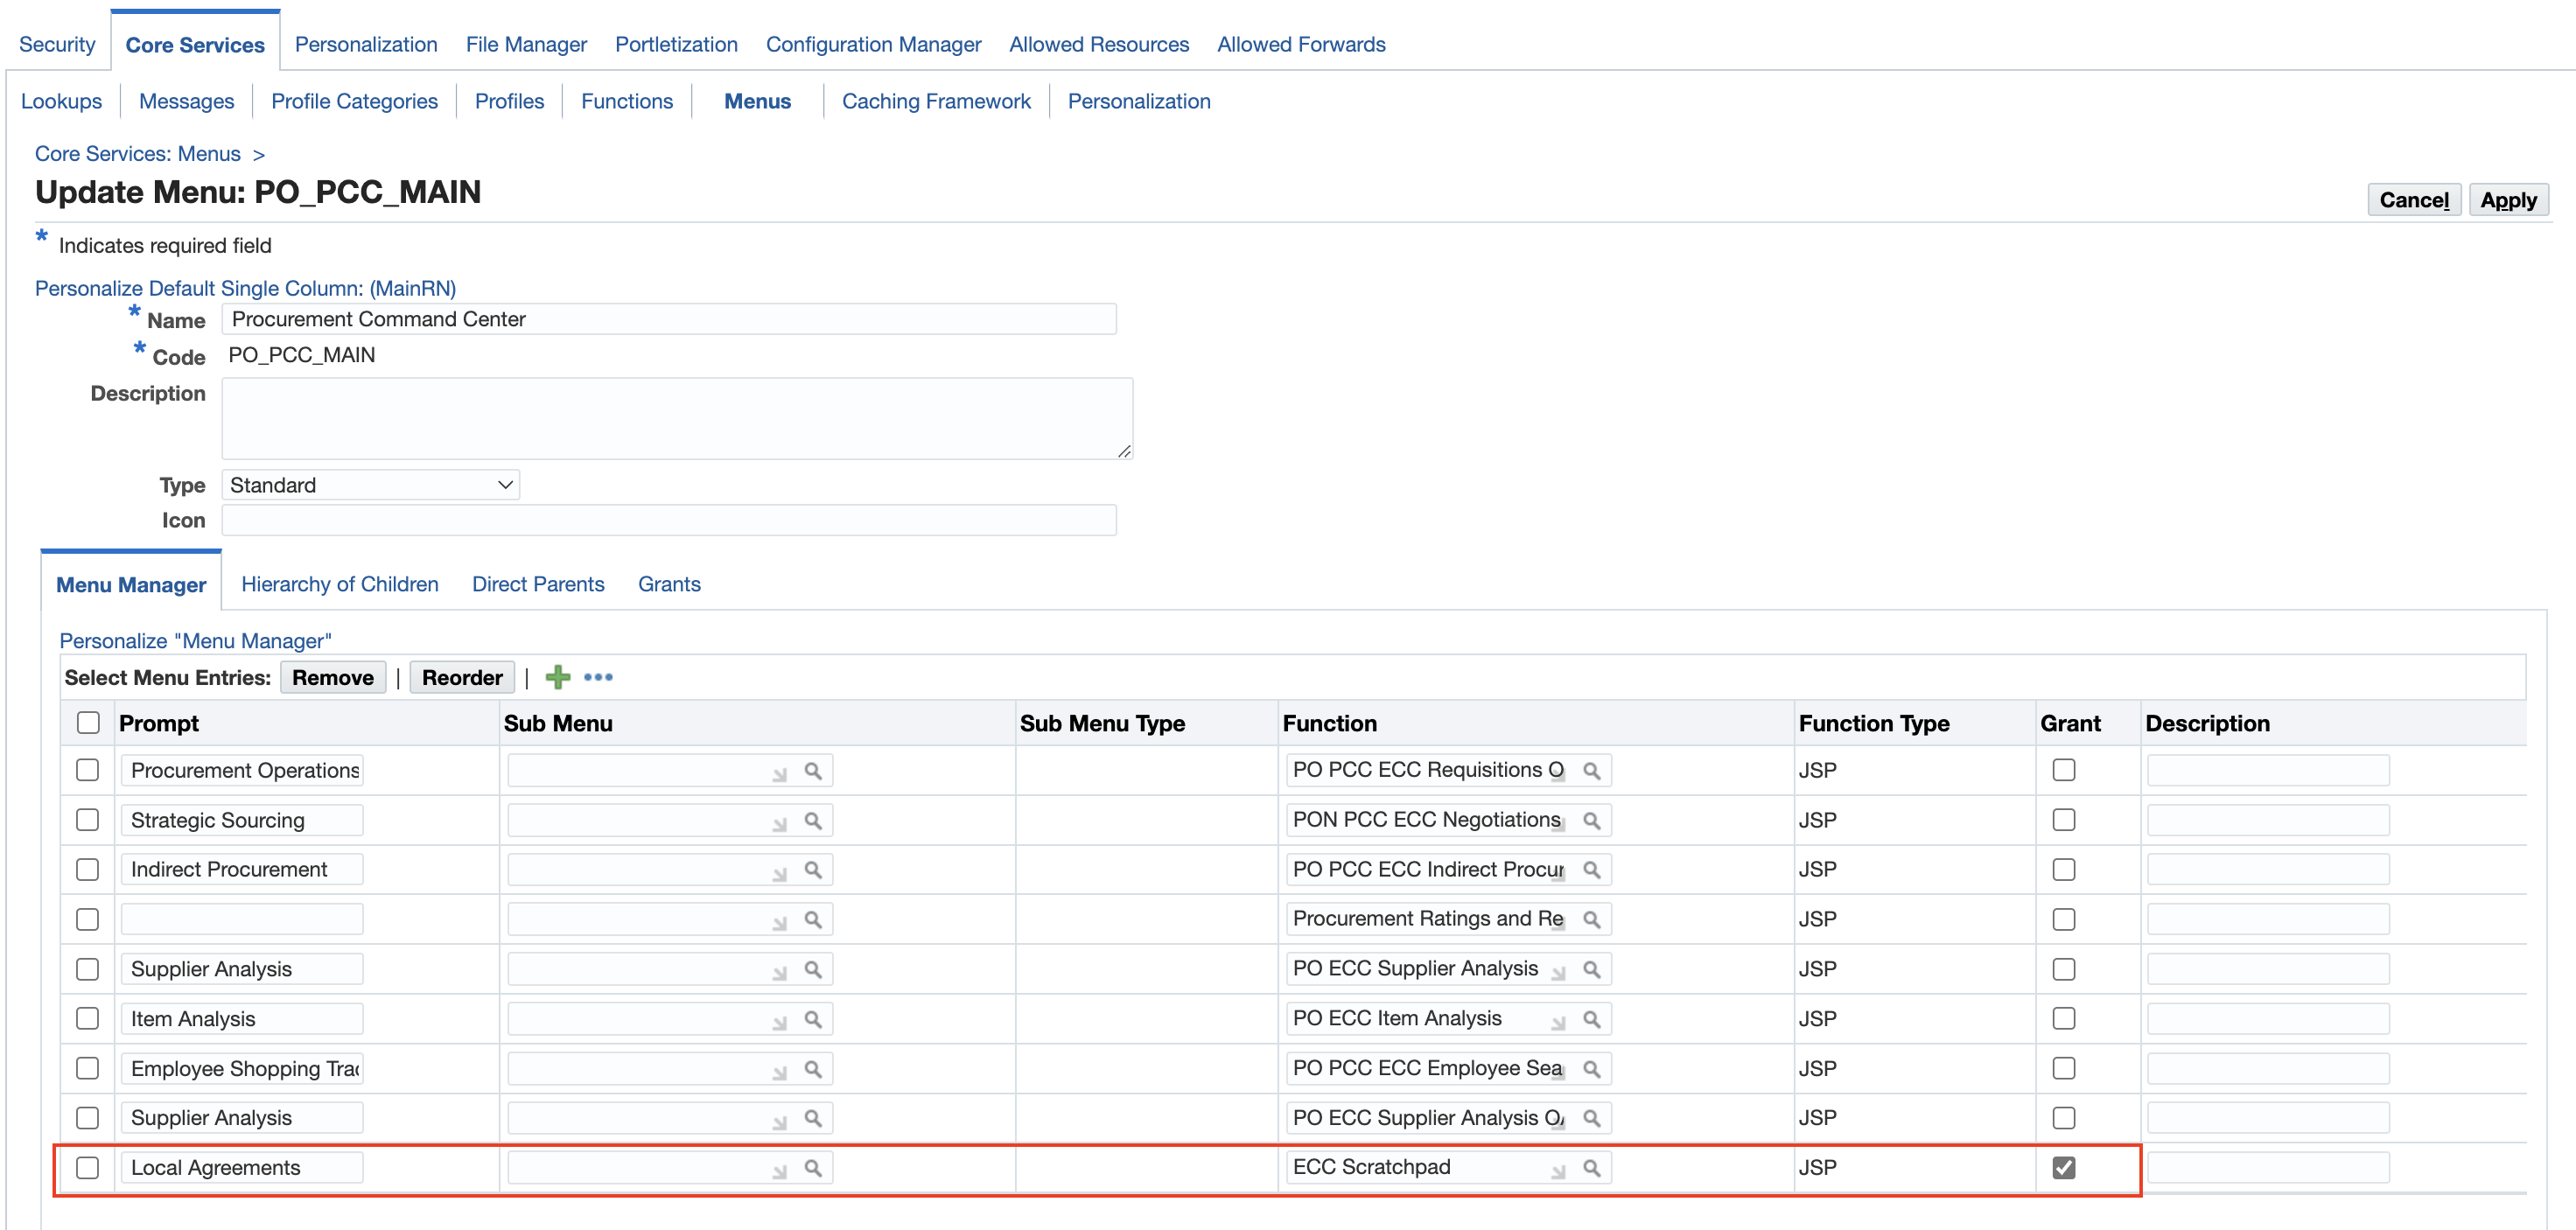 Security Core Services Personalization File Manager Portletization Configuration Manager Allowed Resources Allowed Forwards
Lookups Messages Profile Categories Profiles Functions Menus Caching Framework Personalization
Core Services: Menus >
Update Menu: PO_PCC_MAIN
Cancel Apply
* Indicates required field
Personalize Default Single Column: (MainRN)
* Name Procurement Command Center
* Code PO_PCC_MAIN
Description
Type Standard
Icon
Menu Manager Hierarchy of Children Direct Parents Grants
Personalize "Menu Manager"
Select Menu Entries: Remove | Reorder |
Prompt Sub Menu Sub Menu Type Function Function Type Grant Description
Procurement Operations PO PCC ECC Requisitions O JSP
Strategic Sourcing PON PCC ECC Negotiations JSP
Indirect Procurement PO PCC ECC Indirect Procur JSP
Procurement Ratings and Re JSP
Supplier Analysis PO ECC Supplier Analysis JSP
Item Analysis PO ECC Item Analysis JSP
Employee Shopping Trac PO PCC ECC Employee Sea JSP
Supplier Analysis PO ECC Supplier Analysis O JSP
Local Agreements ECC Scratchpad JSP